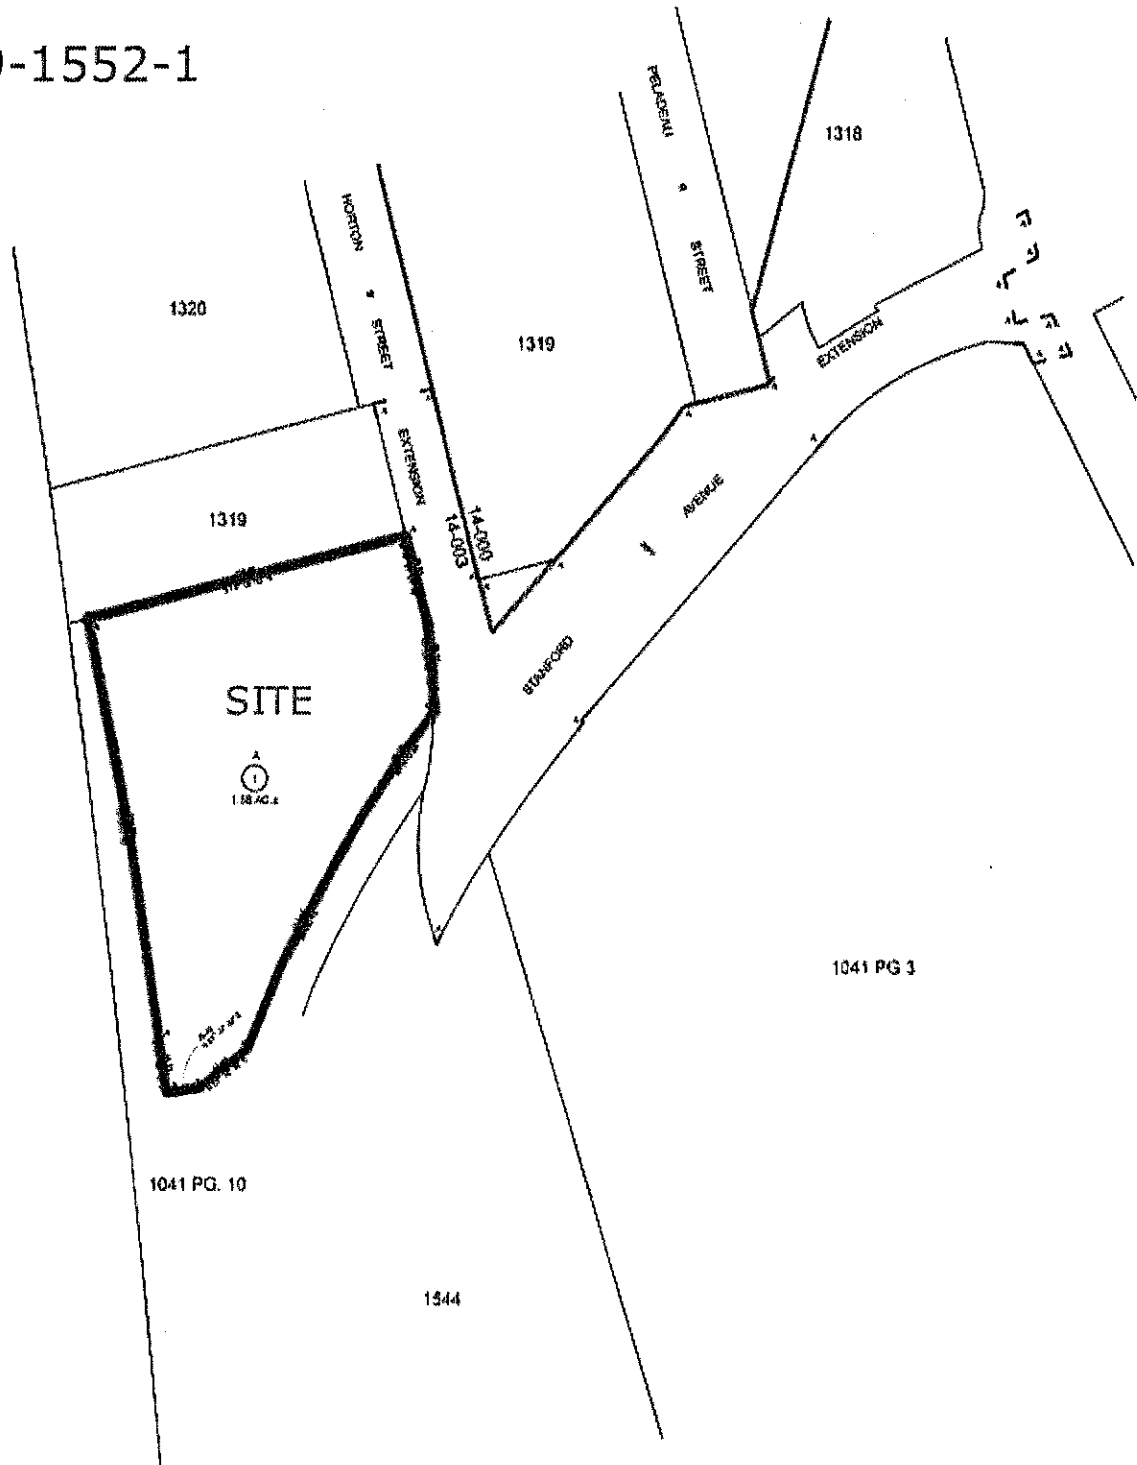 -1552-1
PELADEAU
STREET
1318
HORTON
STREET
1320
1319
EXTENSION
EXTENSION
AVENUE
1319
14-000
14-003
STANFORD
SITE
A
1
1041 PG 3
1041 PG. 10
1544